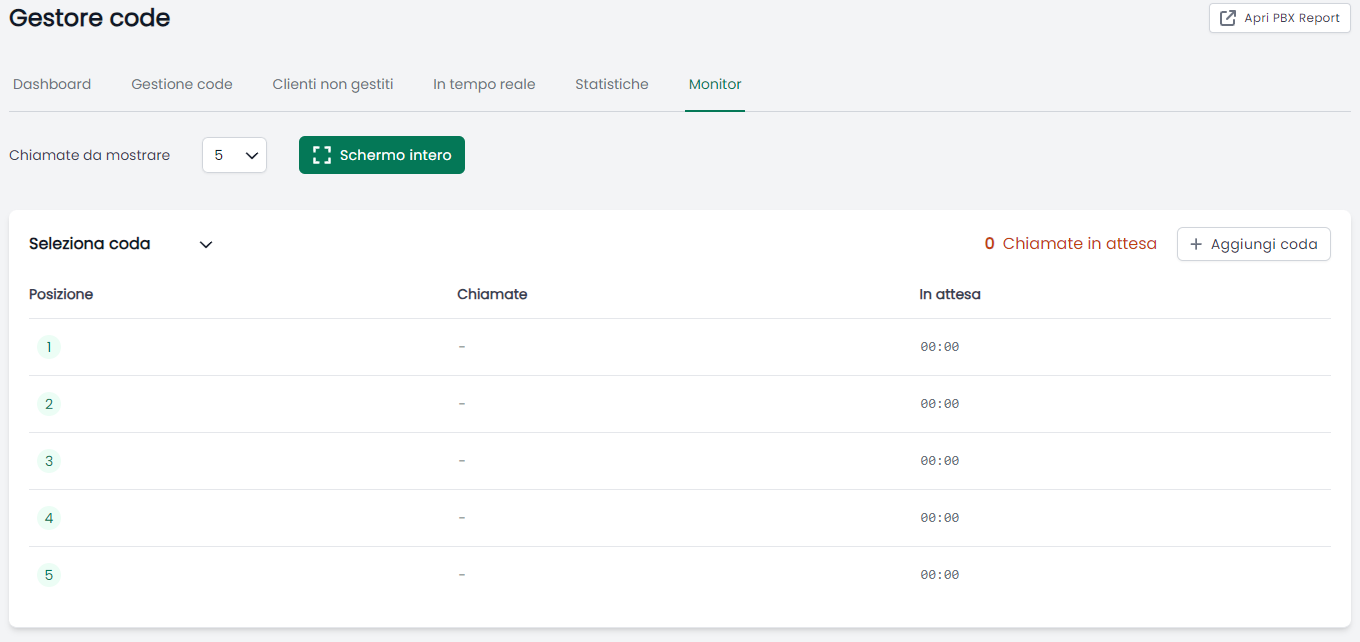 Gestore code
Apri PBX Report
Dashboard Gestione code Clienti non gestiti In tempo reale Statistiche Monitor
Chiamate da mostrare 5 Schermo intero
Seleziona coda 0 Chiamate in attesa + Aggiungi coda
Posizione Chiamate In attesa
1 - 00:00
2 - 00:00
3 - 00:00
4 - 00:00
5 - 00:00